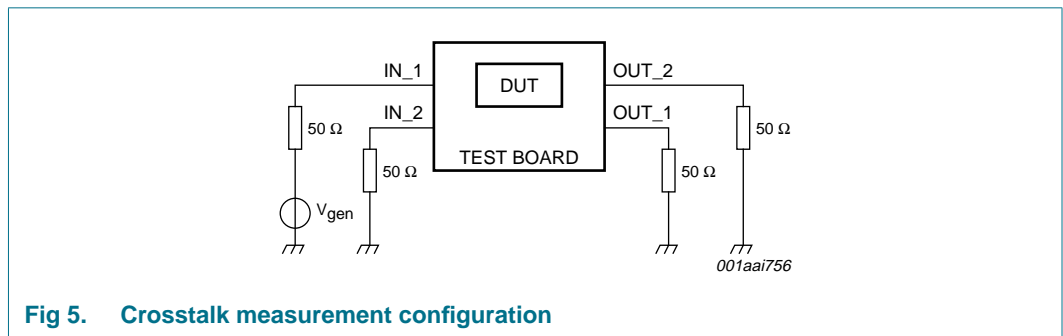 IN_1
OUT_2
DUT
IN_2
OUT_1
50 Ω
50 Ω
TEST BOARD
50 Ω
50 Ω
Vgen
001aai756
Fig 5. Crosstalk measurement configuration